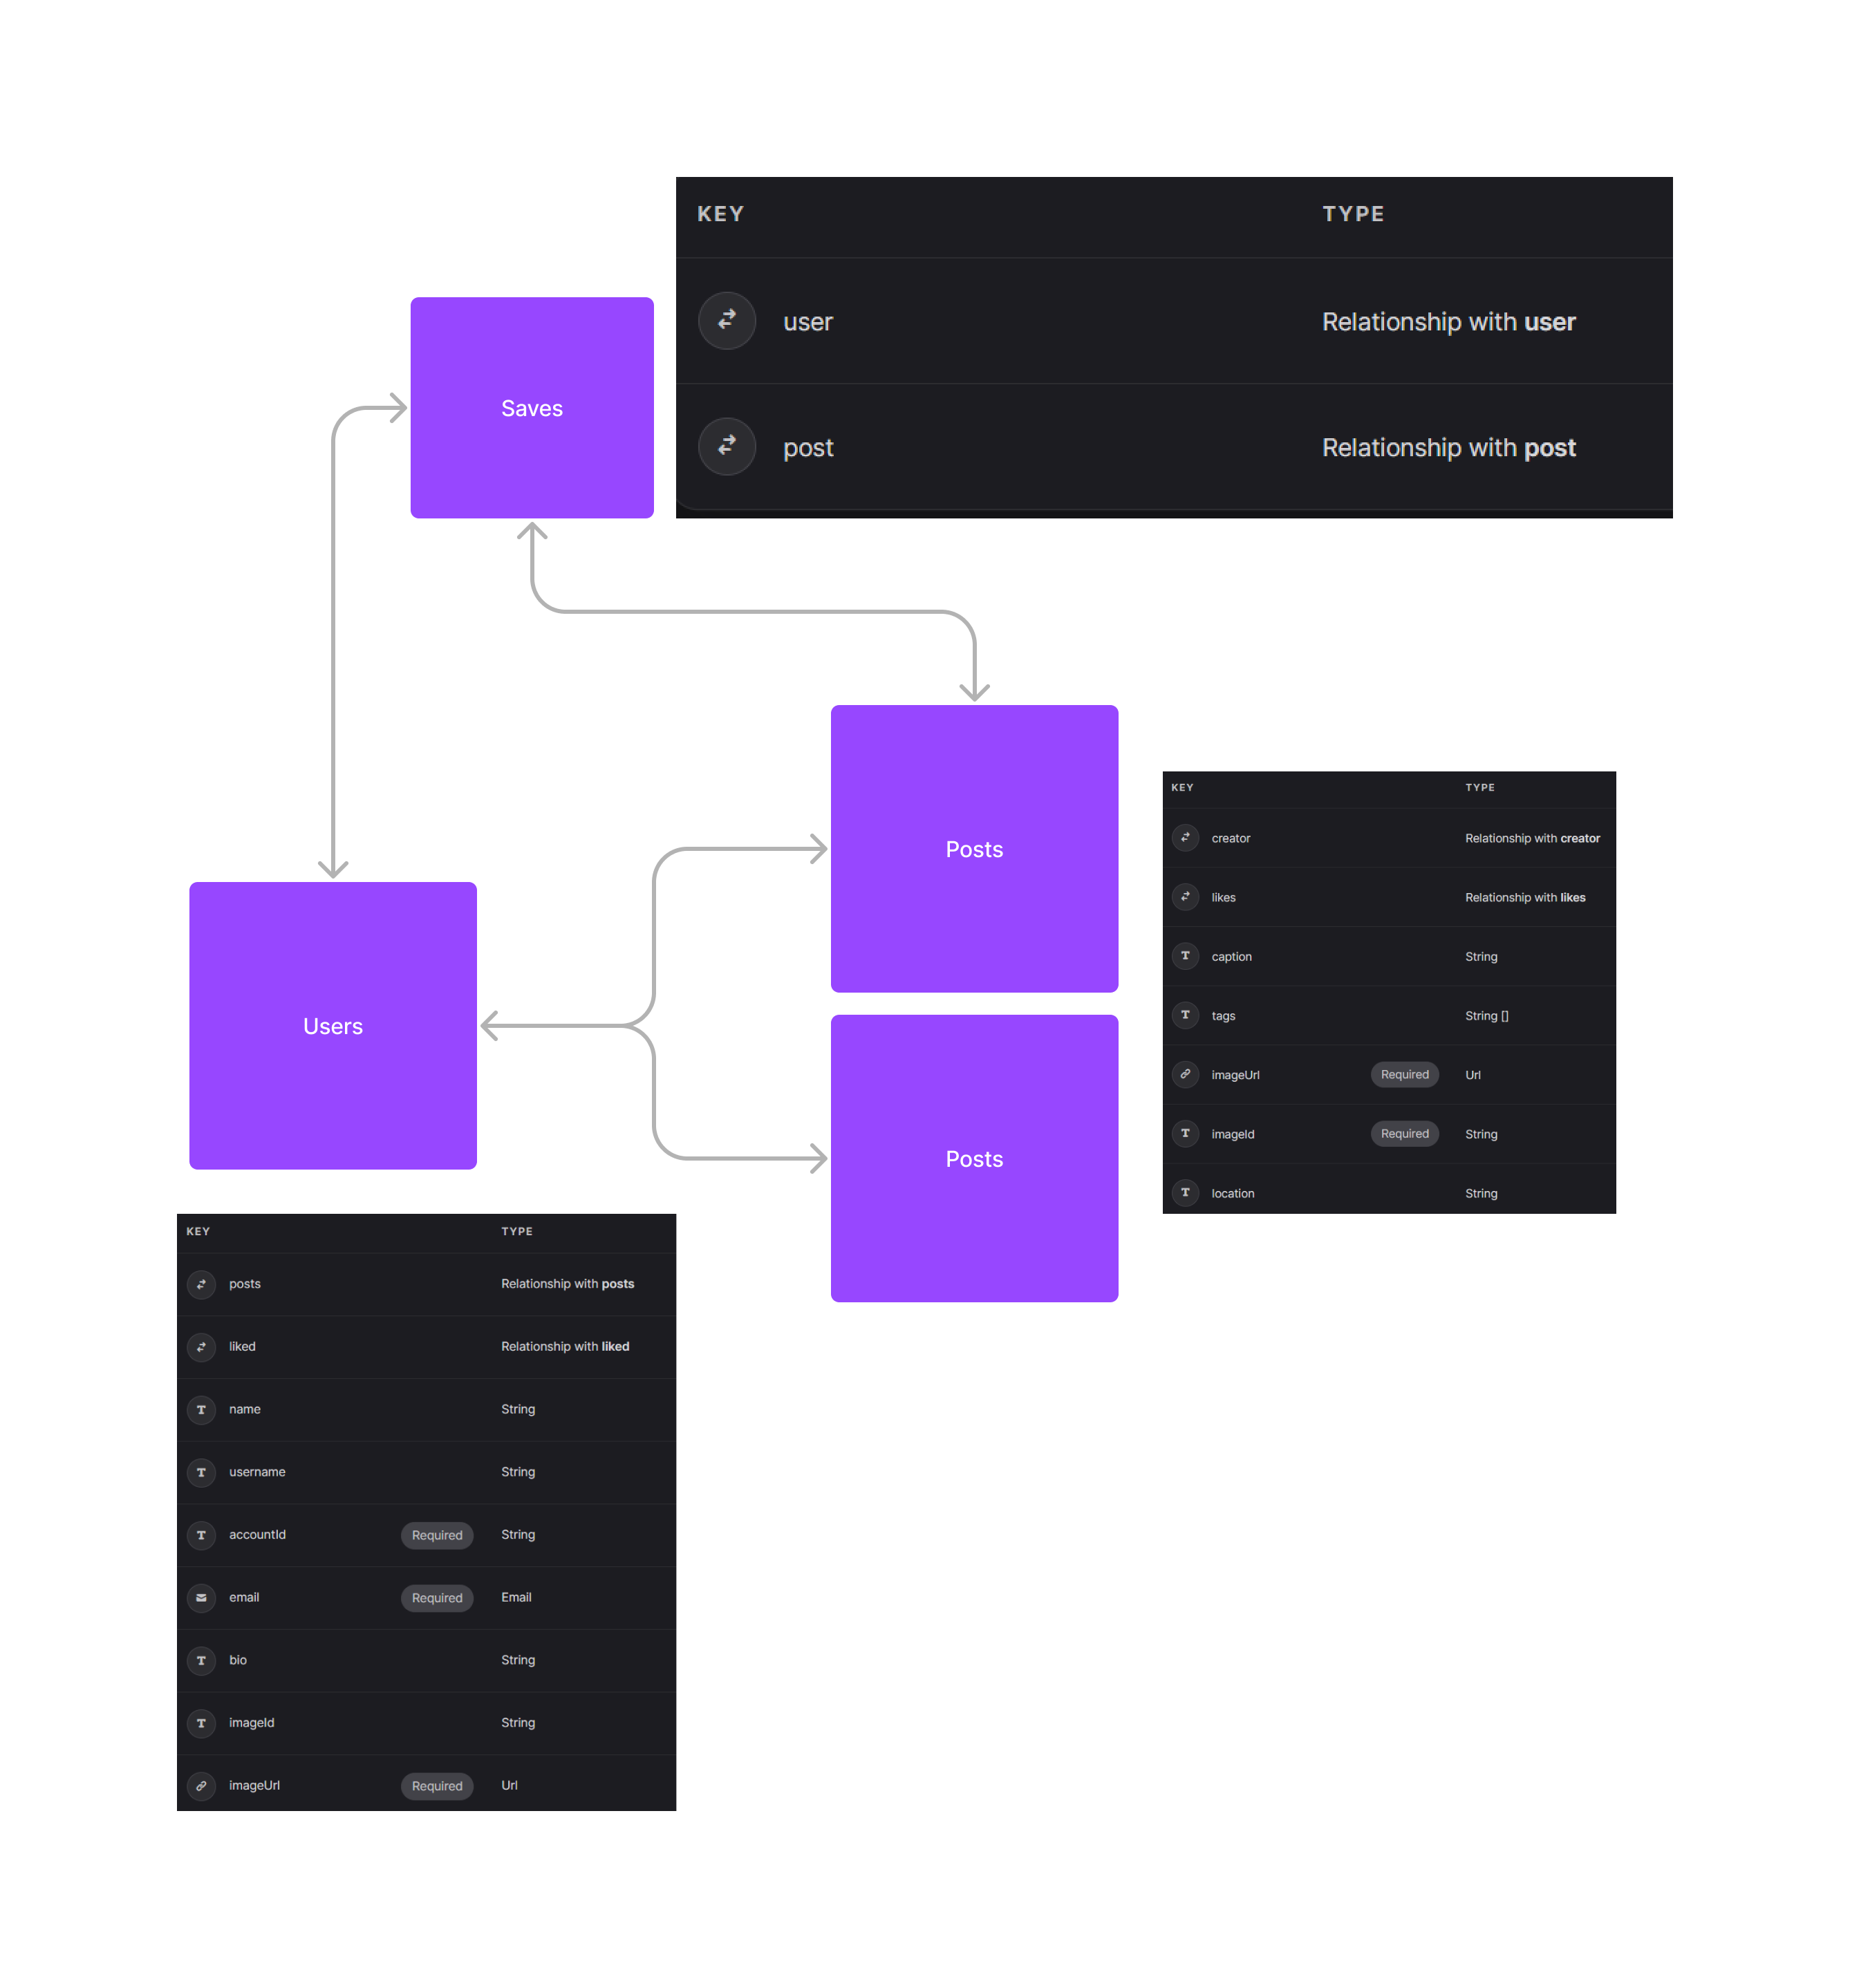 KEY TYPE
user Relationship with user
post Relationship with post
Saves
Posts
KEY TYPE
creator Relationship with creator
likes Relationship with likes
caption String
tags String []
imageUrl Required Url
imageId Required String
location String
Users
Posts
KEY TYPE
posts Relationship with posts
liked Relationship with liked
name String
username String
accountId Required String
email Required Email
bio String
imageId String
imageUrl Required Url